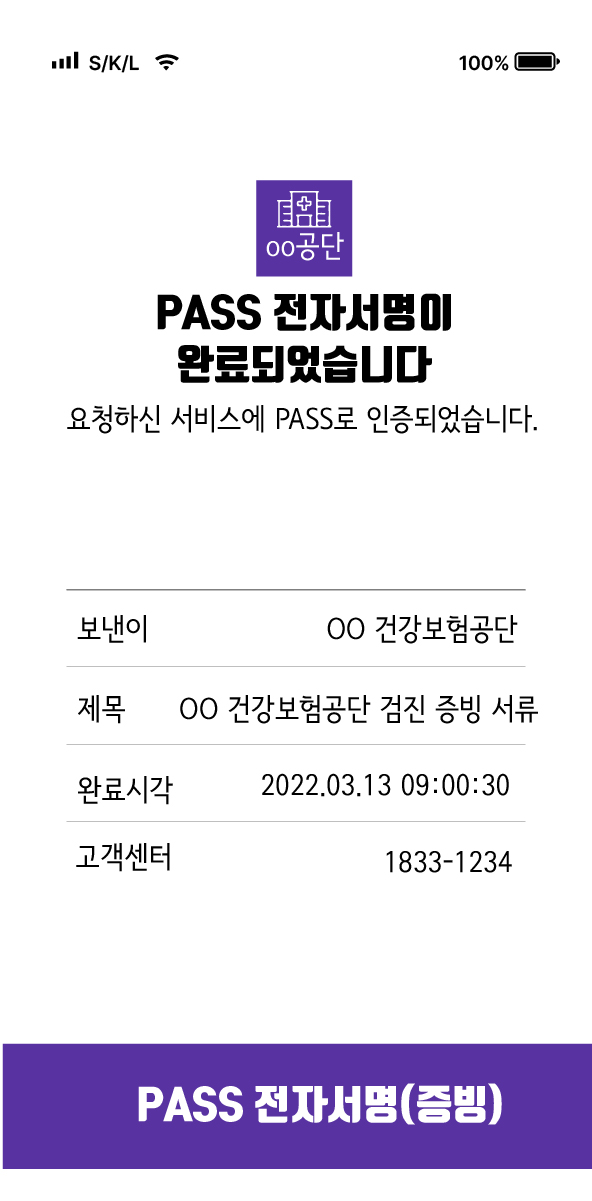 S/K/L 100%
oo공단
PASS 전자서명이
완료되었습니다
요청하신 서비스에 PASS로 인증되었습니다.
보낸이 OO 건강보험공단
제목 OO 건강보험공단 검진 증빙 서류
완료시각 2022.03.13 09:00:30
고객센터 1833-1234
PASS 전자서명(증빙)